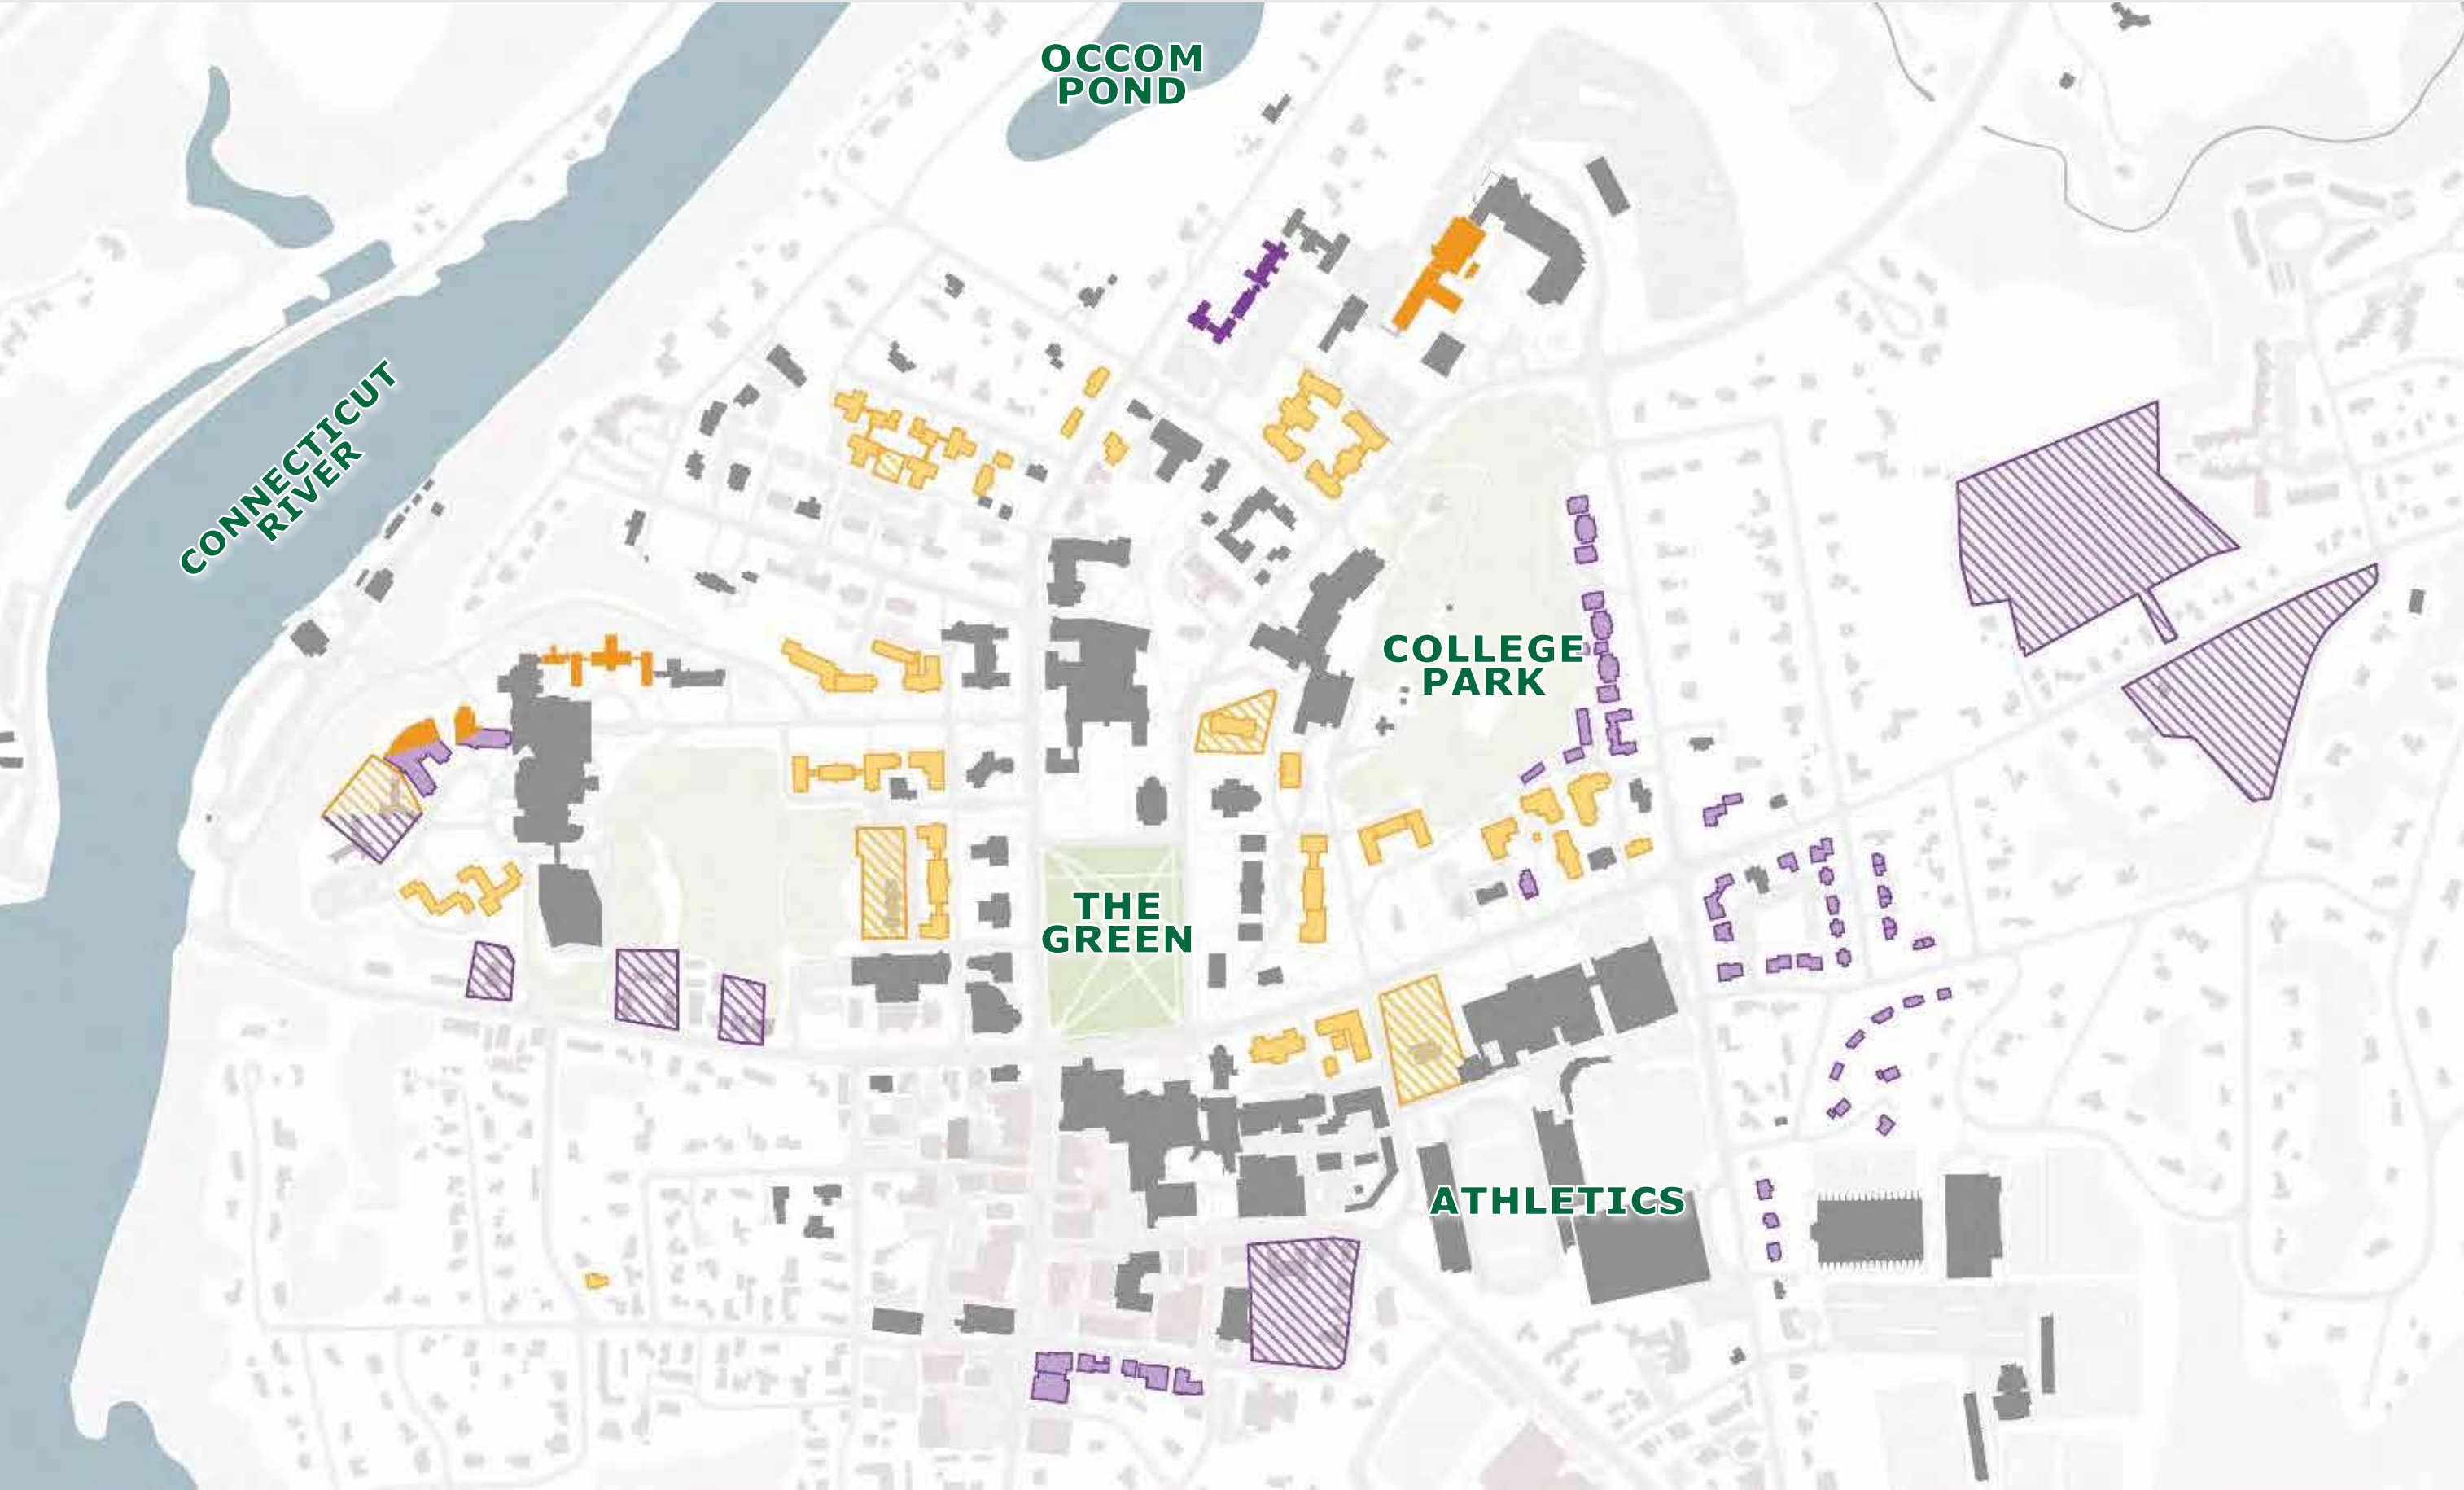 OCCOM
POND
CONNECTICUT
RIVER
COLLEGE
PARK
THE
GREEN
ATHLETICS